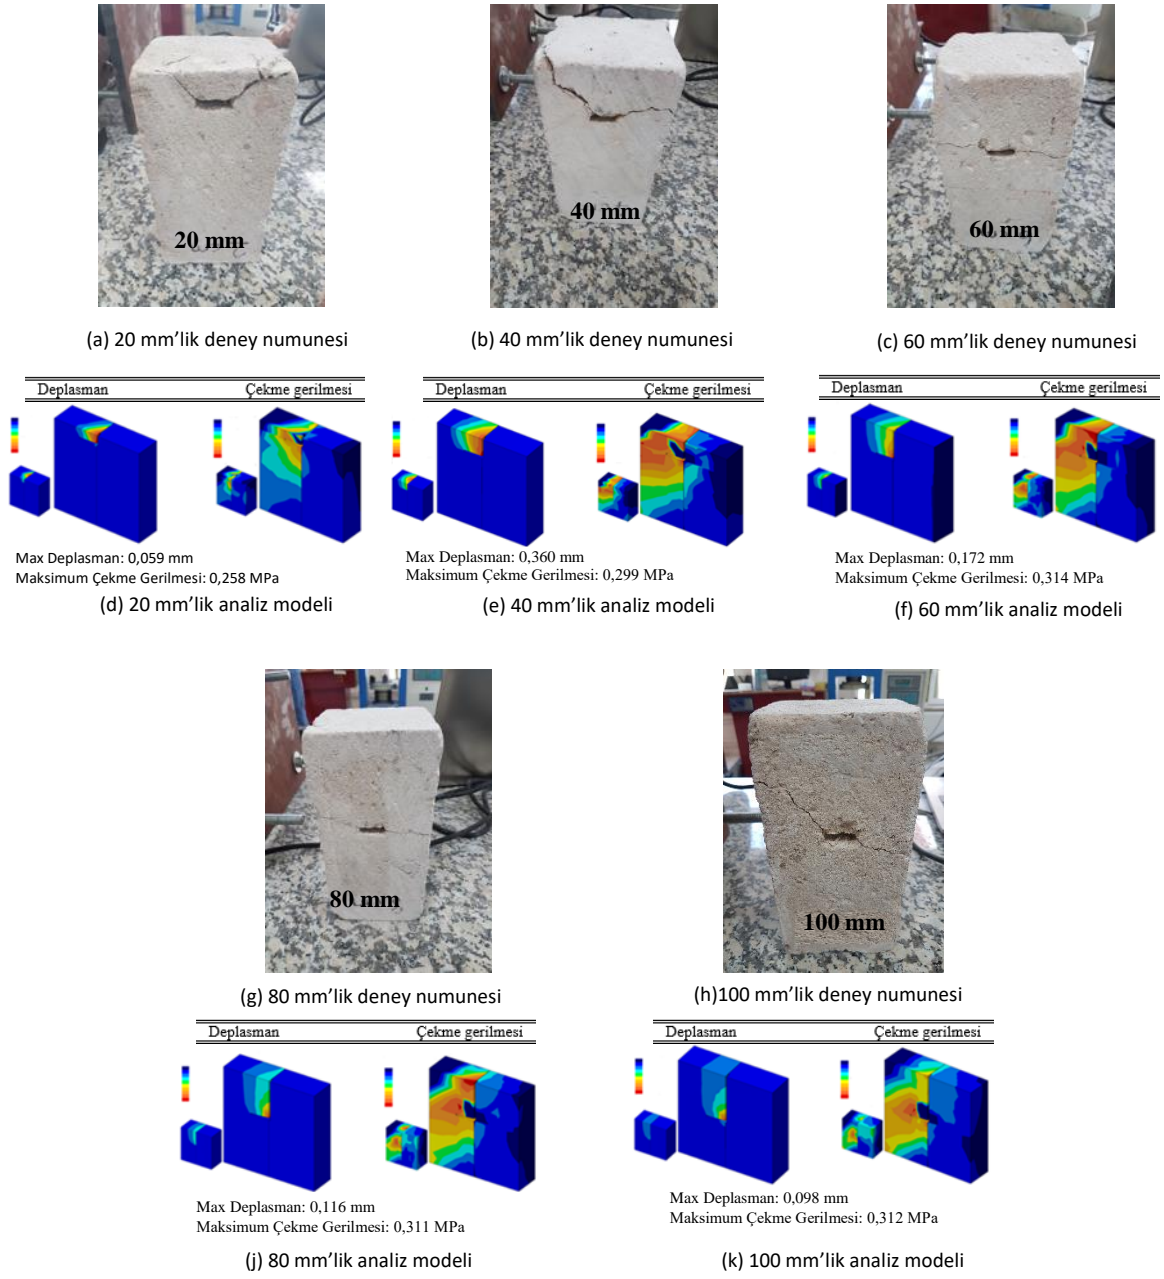 20 mm
40 mm
60 mm
(a) 20 mm’lik deney numunesi
(b) 40 mm’lik deney numunesi
(c) 60 mm’lik deney numunesi
Deplasman Çekme gerilmesi
Deplasman Çekme gerilmesi
Deplasman Çekme gerilmesi
Max Deplasman: 0,059 mm
Maksimum Çekme Gerilmesi: 0,258 MPa
Max Deplasman: 0,360 mm
Maksimum Çekme Gerilmesi: 0,299 MPa
Max Deplasman: 0,172 mm
Maksimum Çekme Gerilmesi: 0,314 MPa
(d) 20 mm’lik analiz modeli
(e) 40 mm’lik analiz modeli
(f) 60 mm’lik analiz modeli
80 mm
100 mm
(g) 80 mm’lik deney numunesi
(h)100 mm’lik deney numunesi
Deplasman Çekme gerilmesi
Deplasman Çekme gerilmesi
Max Deplasman: 0,116 mm
Maksimum Çekme Gerilmesi: 0,311 MPa
Max Deplasman: 0,098 mm
Maksimum Çekme Gerilmesi: 0,312 MPa
(j) 80 mm’lik analiz modeli
(k) 100 mm’lik analiz modeli